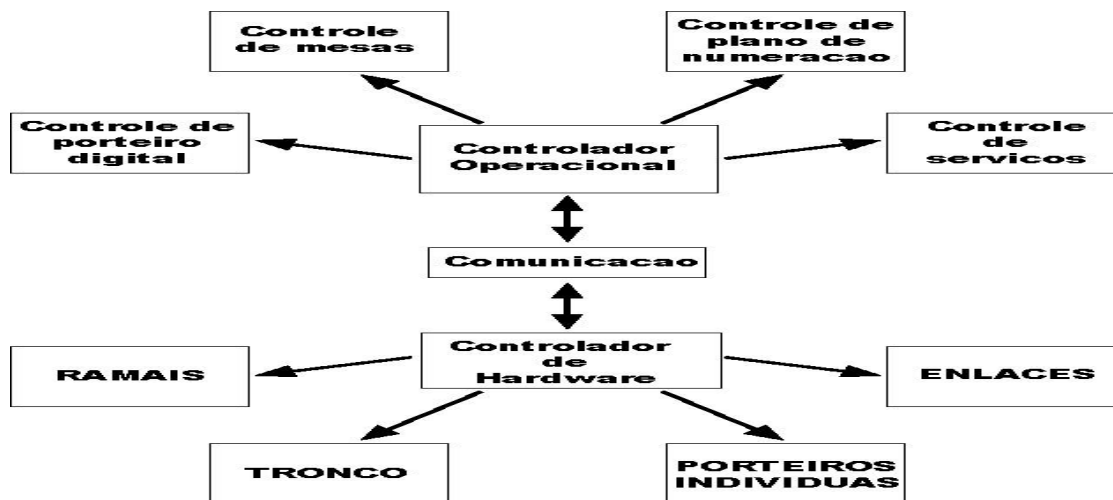 Controle
de mesas
Controle de
plano de
numeracao
Controle de
porteiro
digital
Controlador
Operacional
Controle
de
servicos
Comunicacao
Controlador
de
Hardware
RAMAIS
ENLACES
TRONCO
PORTEIROS
INDIVIDUAS